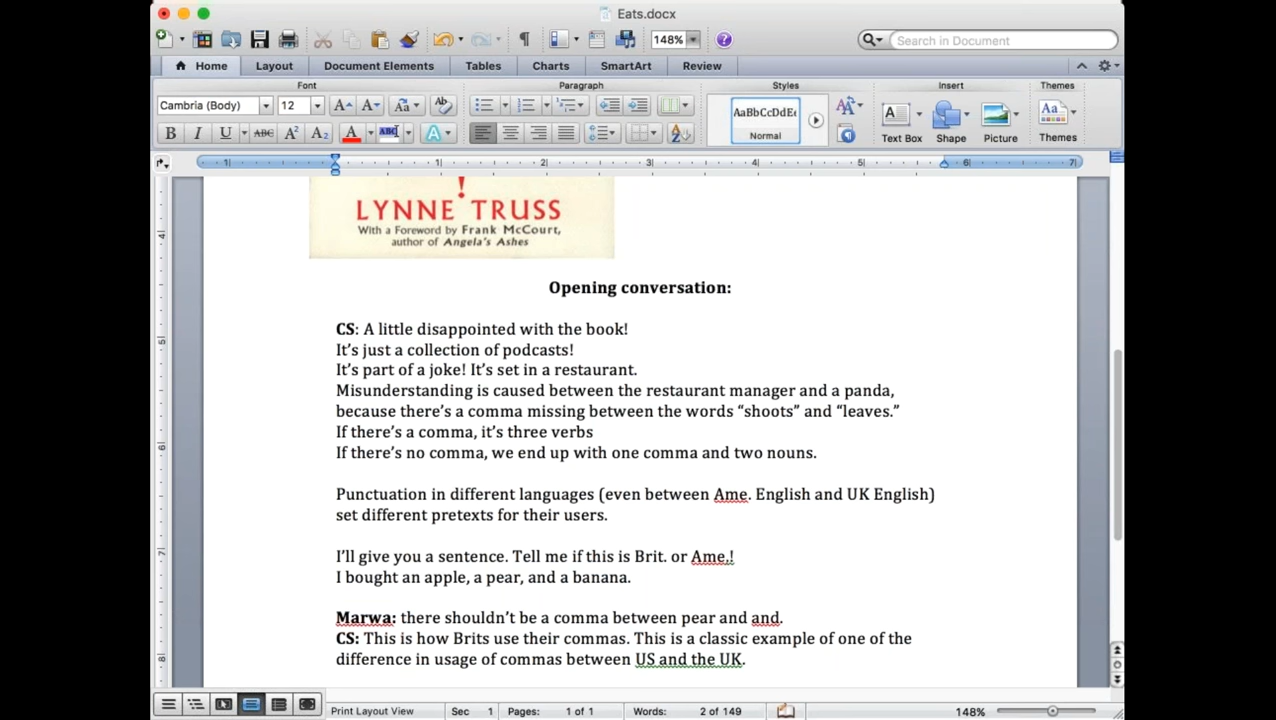 Eats.docx
148%
Search in Document
Home Layout Document Elements Tables Charts SmartArt Review
Font Paragraph Styles Insert Themes
Cambria (Body) 12
AaBbCcDdEe
Normal
Text Box Shape Picture Themes
LYNNE TRUSS
With a Foreword by Frank McCourt,
author of Angela's Ashes
Opening conversation:
CS: A little disappointed with the book!
It's just a collection of podcasts!
It's part of a joke! It's set in a restaurant.
Misunderstanding is caused between the restaurant manager and a panda,
because there's a comma missing between the words “shoots” and “leaves.”
If there's a comma, it's three verbs
If there's no comma, we end up with one comma and two nouns.
Punctuation in different languages (even between Ame. English and UK English)
set different pretexts for their users.
I'll give you a sentence. Tell me if this is Brit. or Ame.!
I bought an apple, a pear, and a banana.
Marwa: there shouldn't be a comma between pear and and.
CS: This is how Brits use their commas. This is a classic example of one of the
difference in usage of commas between US and the UK.
Print Layout View Sec 1 Pages: 1 of 1 Words: 2 of 149 148%